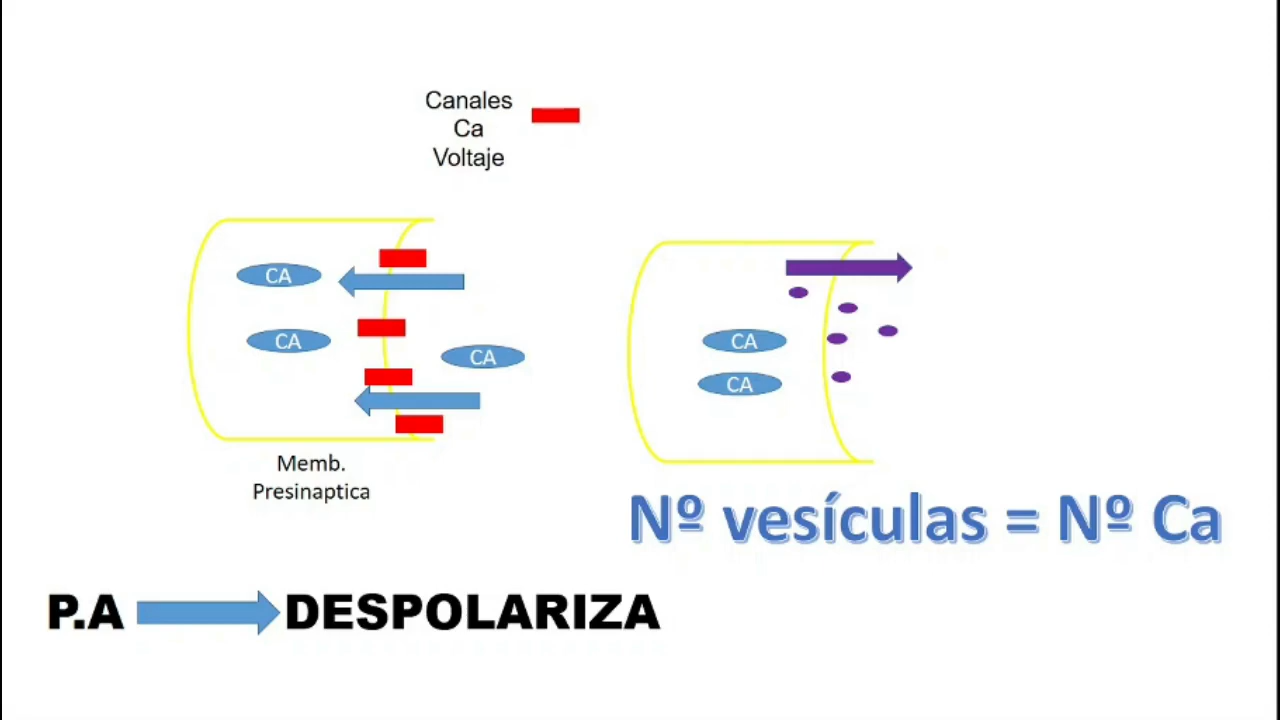 Canales
Ca
Voltaje
CA
CA
CA
Memb.
Presinaptica
CA
CA
Nº vesículas = Nº Ca
P.A DESPOLARIZA